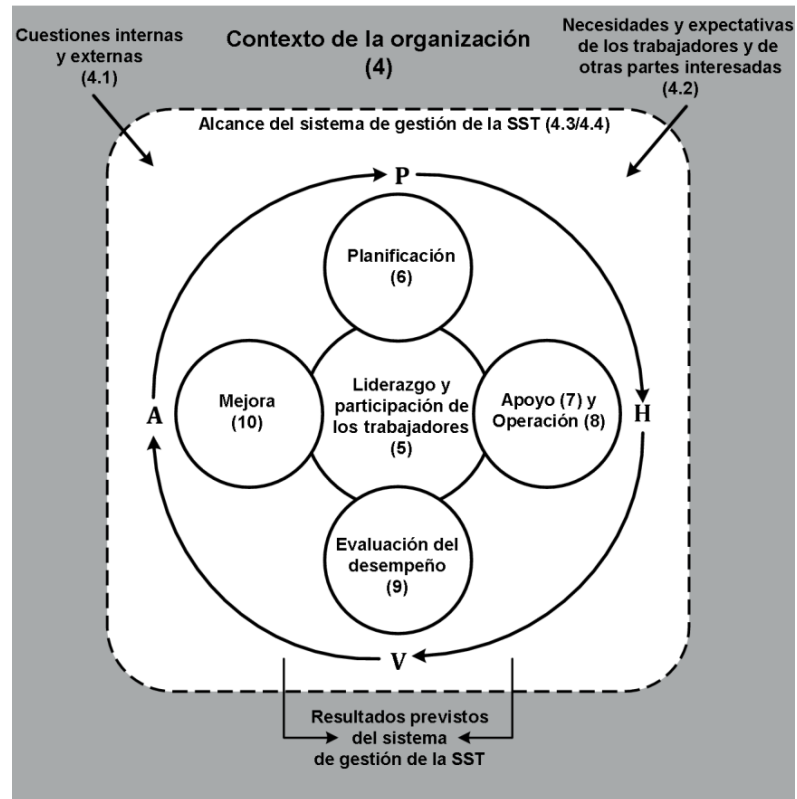 Cuestiones internas
y externas
(4.1)
Contexto de la organización
(4)
Necesidades y expectativas
de los trabajadores y de
otras partes interesadas
(4.2)
Alcance del sistema de gestión de la SST (4.3/4.4)
P
Planificación
(6)
A
Mejora
(10)
Liderazgo y
participación de
los trabajadores
(5)
Apoyo (7) y
Operación (8)
H
Evaluación del
desempeño
(9)
V
Resultados previstos
del sistema
de gestión de la SST